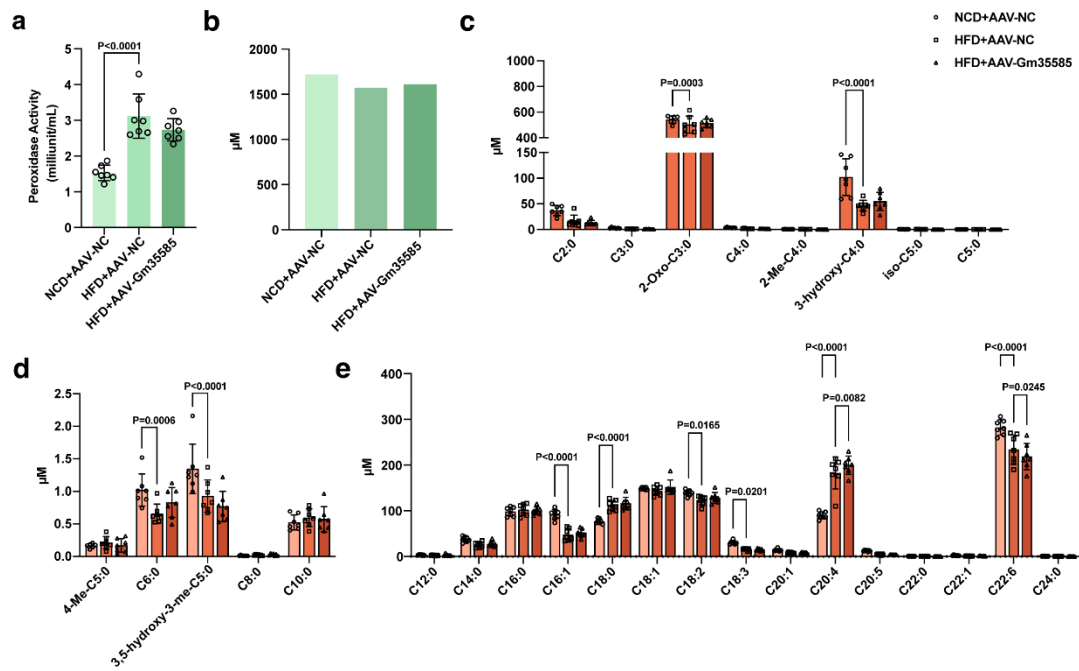 a
P<0.0001
Peroxidase Activity
(milliunit/mL)
5
4
3
2
1
0
NCD+AAV-NC
HFD+AAV-NC
HFD+AAV-Gm35585
b
µM
2000
1500
1000
500
0
NCD+AAV-NC
HFD+AAV-NC
HFD+AAV-Gm35585
c
NCD+AAV-NC
HFD+AAV-NC
HFD+AAV-Gm35585
P=0.0003
P<0.0001
µM
1000
800
600
400
200
150
100
50
0
C2:0
C3:0
2-Oxo-C3:0
C4:0
2-Me-C4:0
3-hydroxy-C4:0
iso-C5:0
C5:0
d
P=0.0006
P<0.0001
µM
2.5
2.0
1.5
1.0
0.5
0.0
4-Me-C5:0
C6:0
3,5-hydroxy-3-me-C5:0
C8:0
C10:0
e
P<0.0001
P<0.0001
P=0.0165
P=0.0201
P<0.0001
P=0.0082
P<0.0001
P=0.0245
µM
400
300
200
100
0
C12:0
C14:0
C16:0
C16:1
C18:0
C18:1
C18:2
C18:3
C20:1
C20:4
C20:5
C22:0
C22:1
C22:6
C24:0